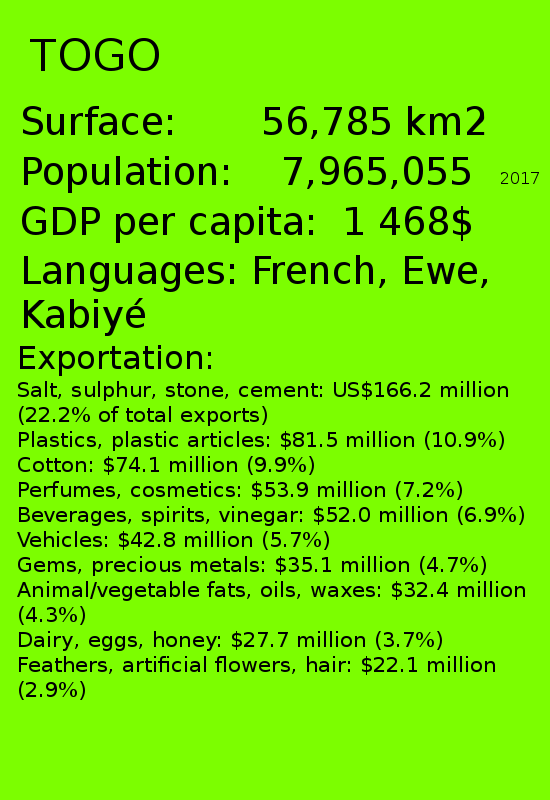 TOGO
Surface: 56,785 km2
Population: 7,965,055 2017
GDP per capita: 1 468$
Languages: French, Ewe,
Kabiyé
Exportation:
Salt, sulphur, stone, cement: US$166.2 million
(22.2% of total exports)
Plastics, plastic articles: $81.5 million (10.9%)
Cotton: $74.1 million (9.9%)
Perfumes, cosmetics: $53.9 million (7.2%)
Beverages, spirits, vinegar: $52.0 million (6.9%)
Vehicles: $42.8 million (5.7%)
Gems, precious metals: $35.1 million (4.7%)
Animal/vegetable fats, oils, waxes: $32.4 million
(4.3%)
Dairy, eggs, honey: $27.7 million (3.7%)
Feathers, artificial flowers, hair: $22.1 million
(2.9%)